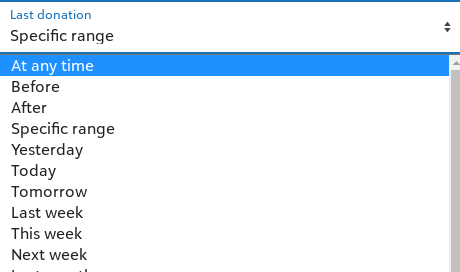 Last donation
Specific range
At any time
Before
After
Specific range
Yesterday
Today
Tomorrow
Last week
This week
Next week